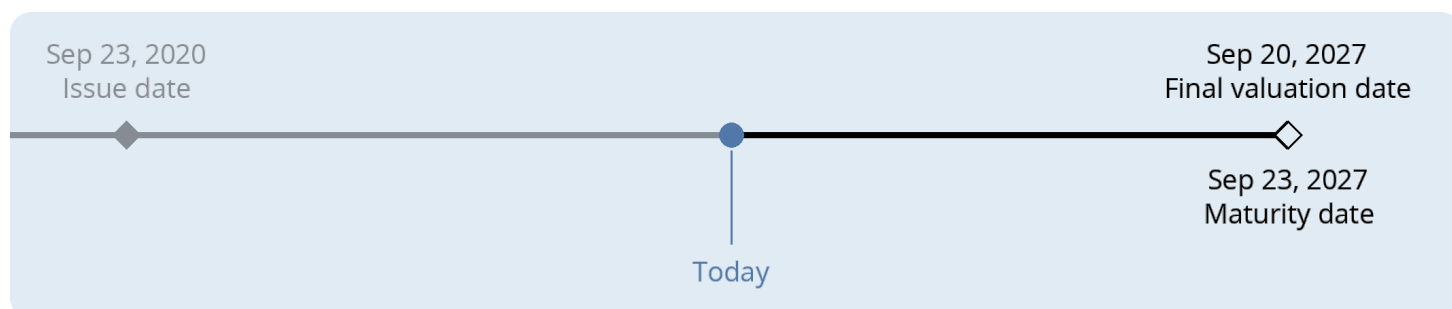 Sep 23, 2020
Issue date
Sep 20, 2027
Final valuation date
Sep 23, 2027
Maturity date
Today